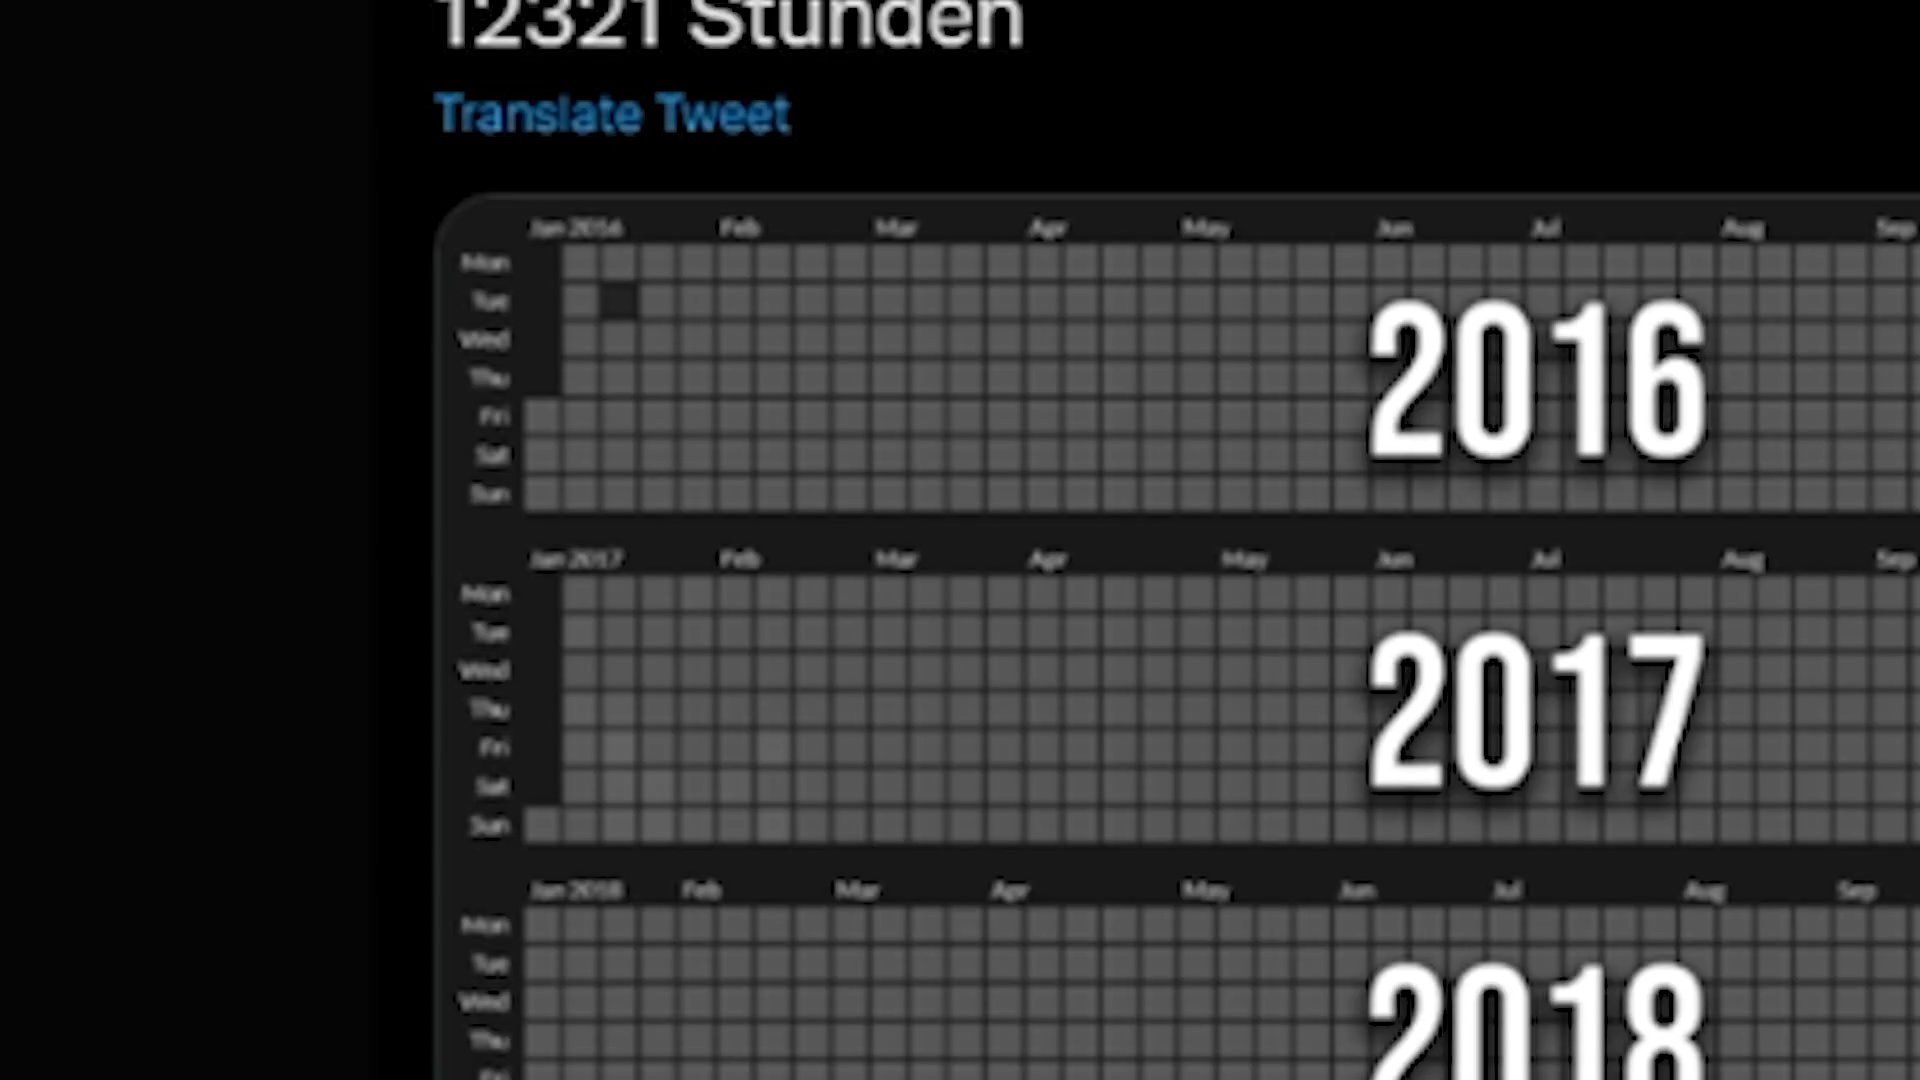 12321 Stunden
Translate Tweet
Jan 2016 Feb Mar Apr May Jun Jul Aug Sep
Mon
Tue
Wed
Thu
Fri
Sat
Sun
2016
Jan 2017 Feb Mar Apr May Jun Jul Aug Sep
Mon
Tue
Wed
Thu
Fri
Sat
Sun
2017
Jan 2018 Feb Mar Apr May Jun Jul Aug Sep
Mon
Tue
Wed
Thu
Fri
2018